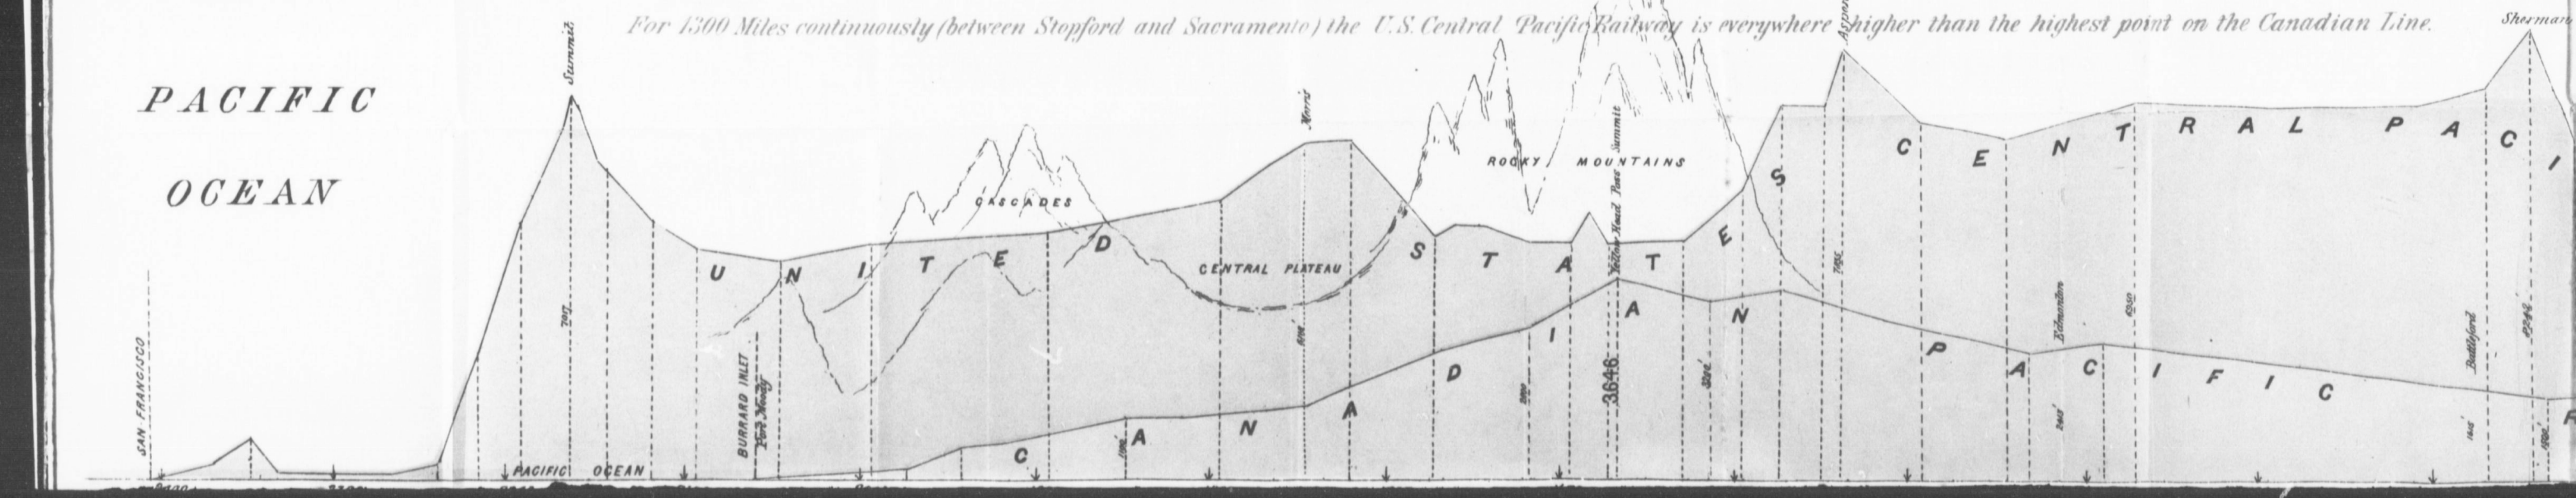 For 1300 Miles continuously (between Stopford and Sacramento) the U.S. Central Pacific Railway is everywhere higher than the highest point on the Canadian Line.
Sherman
Summit
PACIFIC
OCEAN
Morris
ROCKY MOUNTAINS
Yellow Head Pass Summit
CASCADES
CENTRAL PLATEAU
UNITED STATES CENTRAL PACI
CANADIAN PACIFIC R
SAN FRANCISCO
BURRARD INLET
Port Moody
7017
3646
Edmonton
Battleford
PACIFIC OCEAN